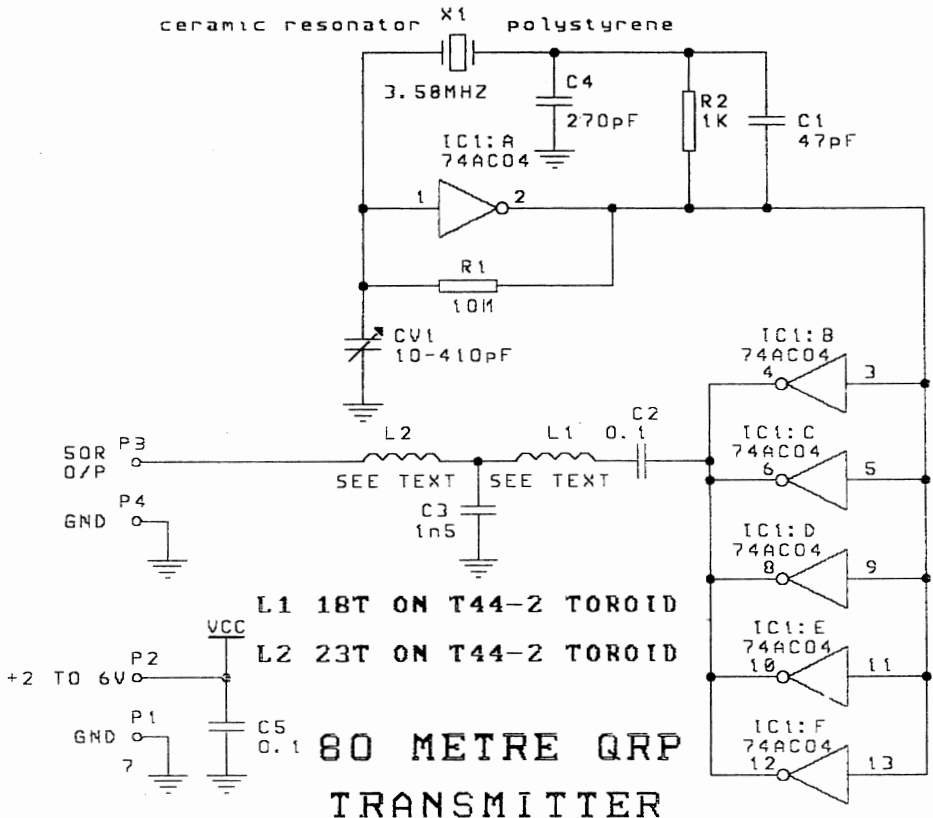 X1
ceramic resonator
polystyrene
3.58MHZ
C4
270pF
R2
1K
C1
47pF
IC1:A
74AC04
1
2
R1
10M
CV1
10-410pF
IC1:B
74AC04
4
3
C2
0.1
L2
L1
SEE TEXT
SEE TEXT
50R
O/P
P3
IC1:C
74AC04
6
5
C3
1n5
P4
GND
IC1:D
74AC04
8
9
L1 18T ON T44-2 TOROID
VCC
L2 23T ON T44-2 TOROID
IC1:E
74AC04
10
11
P2
+2 TO 6V
P1
GND
7
C5
0.1
IC1:F
74AC04
12
13
80 METRE QRP
TRANSMITTER